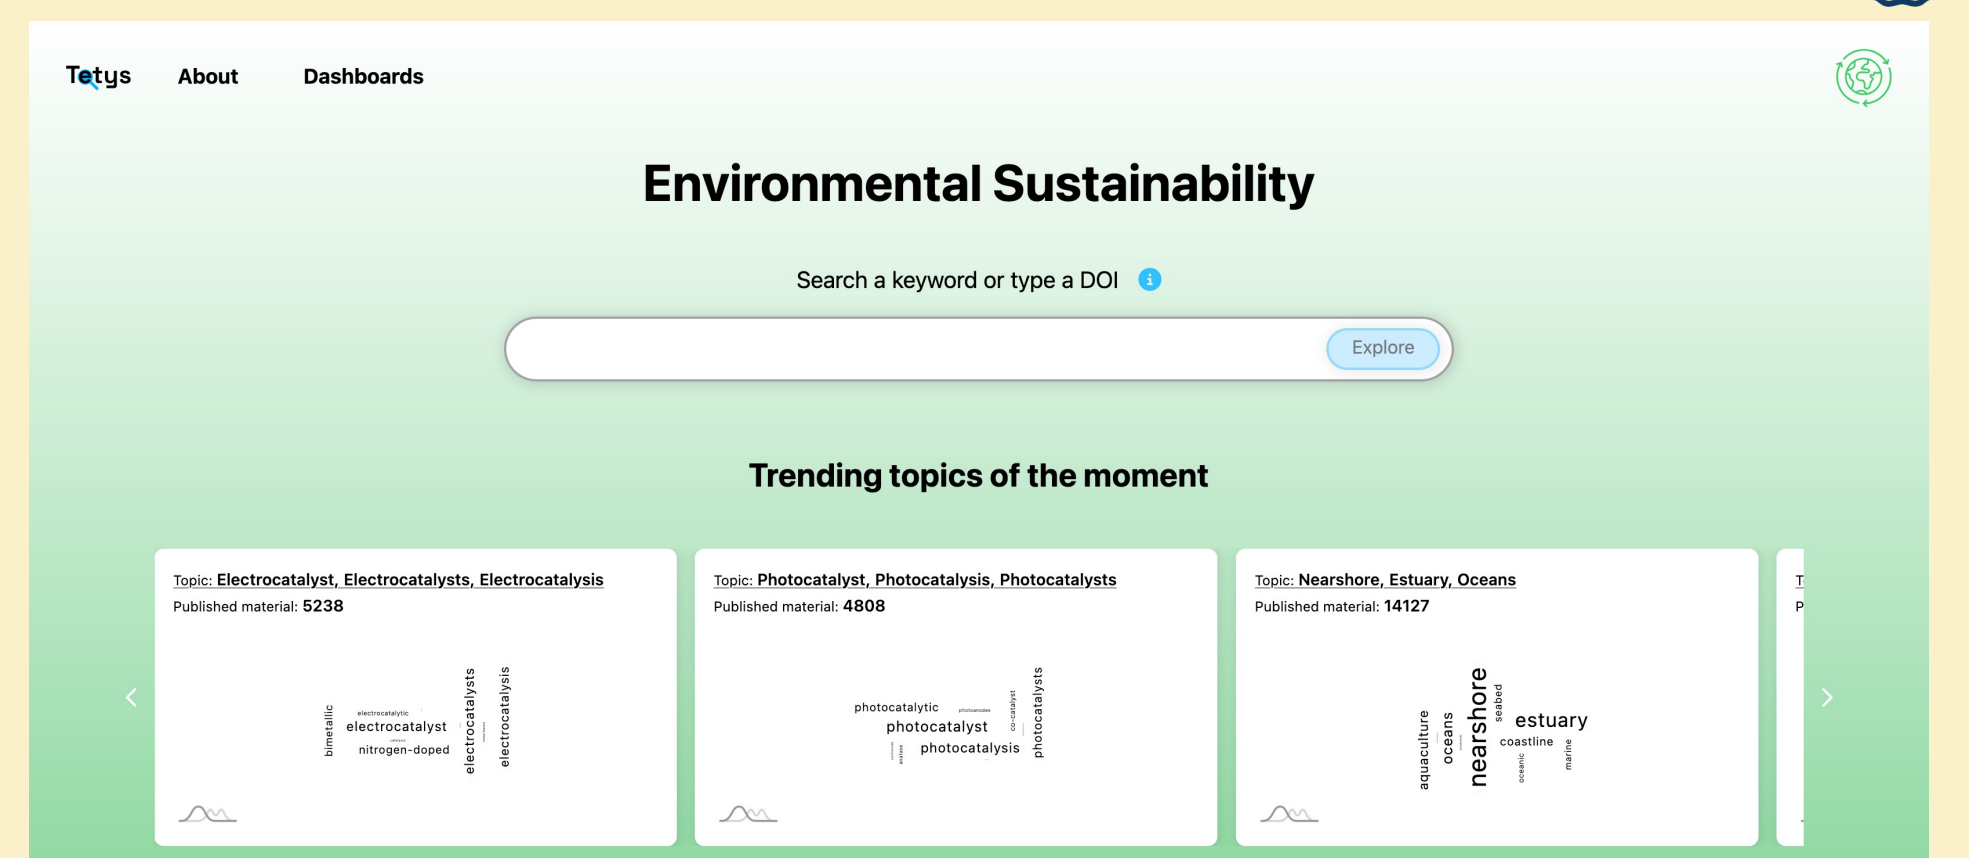 Tetys About Dashboards
Environmental Sustainability
Search a keyword or type a DOI
Explore
Trending topics of the moment
Topic: Electrocatalyst, Electrocatalysts, Electrocatalysis
Published material: 5238
bimetallic
electrocatalytic
electrocatalyst
nitrogen-doped
electrocatalysts
electrocatalysis
Topic: Photocatalyst, Photocatalysis, Photocatalysts
Published material: 4808
photocatalytic
photoanodes
photocatalyst
photocatalysis
co-catalyst
photocatalysts
Topic: Nearshore, Estuary, Oceans
Published material: 14127
aquaculture
oceans
nearshore
seabed
estuary
coastline
oceanic
marine